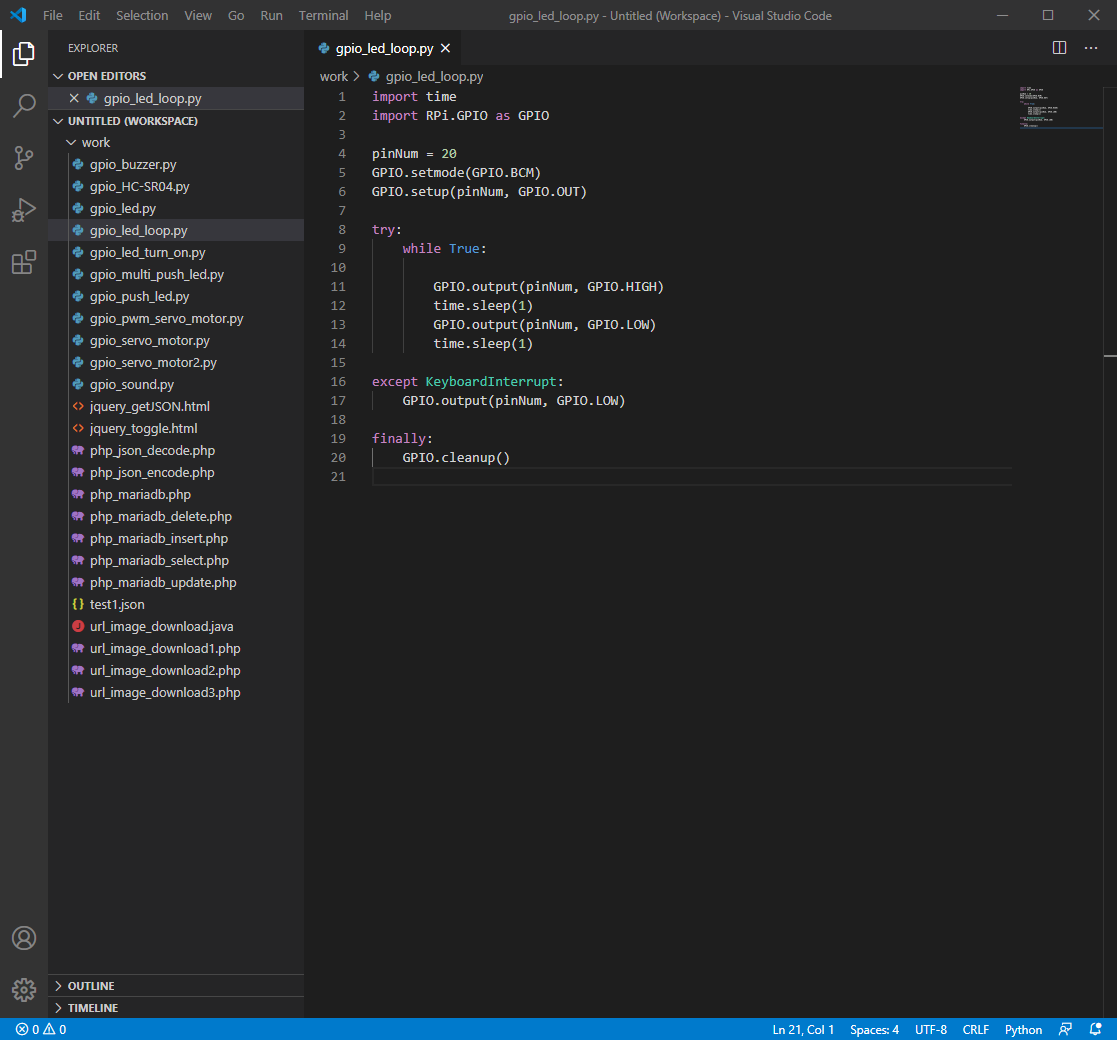 File Edit Selection View Go Run Terminal Help gpio_led_loop.py - Untitled (Workspace) - Visual Studio Code
EXPLORER
OPEN EDITORS
gpio_led_loop.py
UNTITLED (WORKSPACE)
work
gpio_buzzer.py
gpio_HC-SR04.py
gpio_led.py
gpio_led_loop.py
gpio_led_turn_on.py
gpio_multi_push_led.py
gpio_push_led.py
gpio_pwm_servo_motor.py
gpio_servo_motor.py
gpio_servo_motor2.py
gpio_sound.py
jquery_getJSON.html
jquery_toggle.html
php_json_decode.php
php_json_encode.php
php_mariadb.php
php_mariadb_delete.php
php_mariadb_insert.php
php_mariadb_select.php
php_mariadb_update.php
test1.json
url_image_download.java
url_image_download1.php
url_image_download2.php
url_image_download3.php
OUTLINE
TIMELINE
gpio_led_loop.py
work > gpio_led_loop.py
1 import time
2 import RPi.GPIO as GPIO
3
4 pinNum = 20
5 GPIO.setmode(GPIO.BCM)
6 GPIO.setup(pinNum, GPIO.OUT)
7
8 try:
9     while True:
10
11         GPIO.output(pinNum, GPIO.HIGH)
12         time.sleep(1)
13         GPIO.output(pinNum, GPIO.LOW)
14         time.sleep(1)
15
16 except KeyboardInterrupt:
17     GPIO.output(pinNum, GPIO.LOW)
18
19 finally:
20     GPIO.cleanup()
21
0 0 Ln 21, Col 1 Spaces: 4 UTF-8 CRLF Python